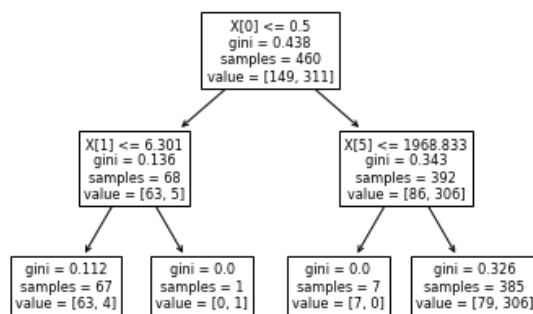 X[0] <= 0.5
gini = 0.438
samples = 460
value = [149, 311]
X[1] <= 6.301
gini = 0.136
samples = 68
value = [63, 5]
X[5] <= 1968.833
gini = 0.343
samples = 392
value = [86, 306]
gini = 0.112
samples = 67
value = [63, 4]
gini = 0.0
samples = 1
value = [0, 1]
gini = 0.0
samples = 7
value = [7, 0]
gini = 0.326
samples = 385
value = [79, 306]